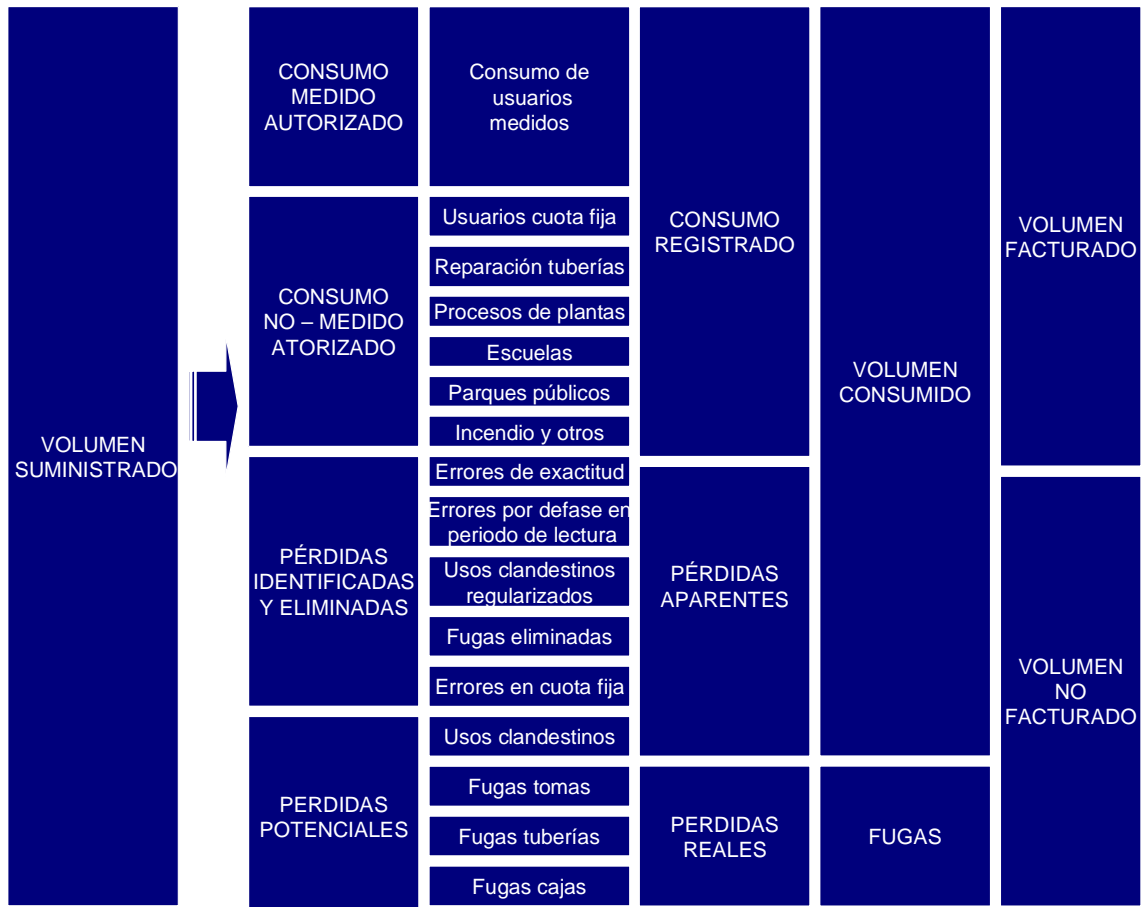 VOLUMEN
SUMINISTRADO
CONSUMO
MEDIDO
AUTORIZADO
CONSUMO
NO – MEDIDO
ATORIZADO
PÉRDIDAS
IDENTIFICADAS
Y ELIMINADAS
PERDIDAS
POTENCIALES
Consumo de
usuarios
medidos
Usuarios cuota fija
Reparación tuberías
Procesos de plantas
Escuelas
Parques públicos
Incendio y otros
Errores de exactitud
Errores por defase en
periodo de lectura
Usos clandestinos
regularizados
Fugas eliminadas
Errores en cuota fija
Usos clandestinos
Fugas tomas
Fugas tuberías
Fugas cajas
CONSUMO
REGISTRADO
PÉRDIDAS
APARENTES
PERDIDAS
REALES
VOLUMEN
CONSUMIDO
FUGAS
VOLUMEN
FACTURADO
VOLUMEN
NO
FACTURADO